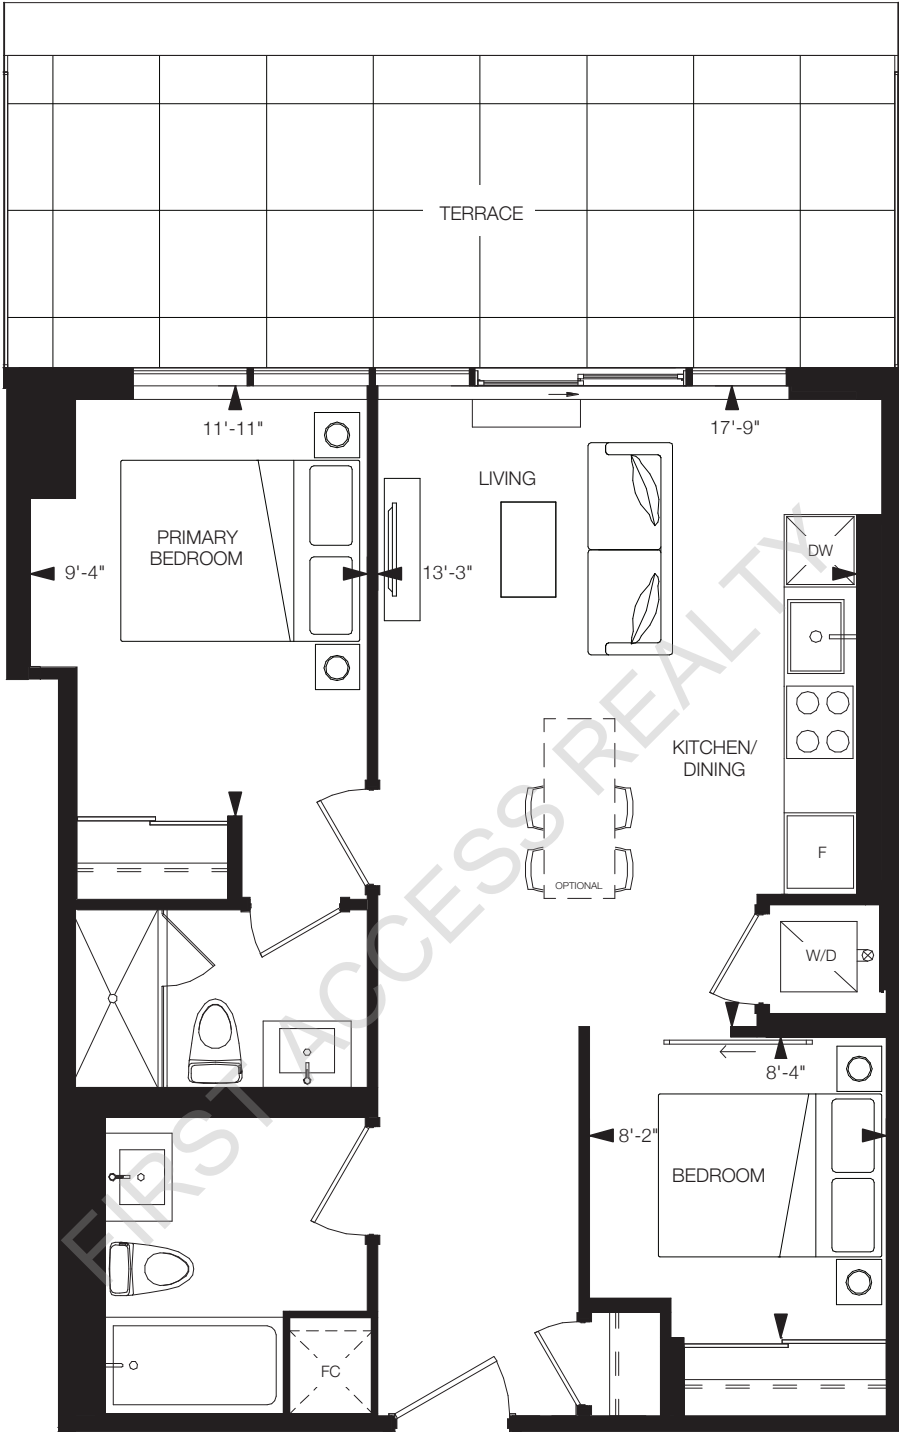 TERRACE
11'-11"
17'-9"
LIVING
PRIMARY
BEDROOM
DW
9'-4"
13'-3"
KITCHEN/
DINING
F
OPTIONAL
W/D
8'-4"
8'-2"
BEDROOM
FC
FIRST ACCESS REALTY